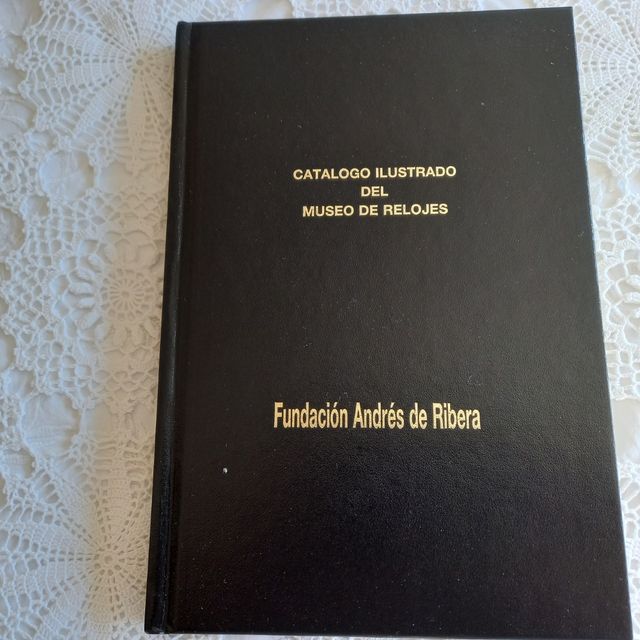 CATALOGO ILUSTRADO
DEL
MUSEO DE RELOJES
Fundación Andrés de Ribera